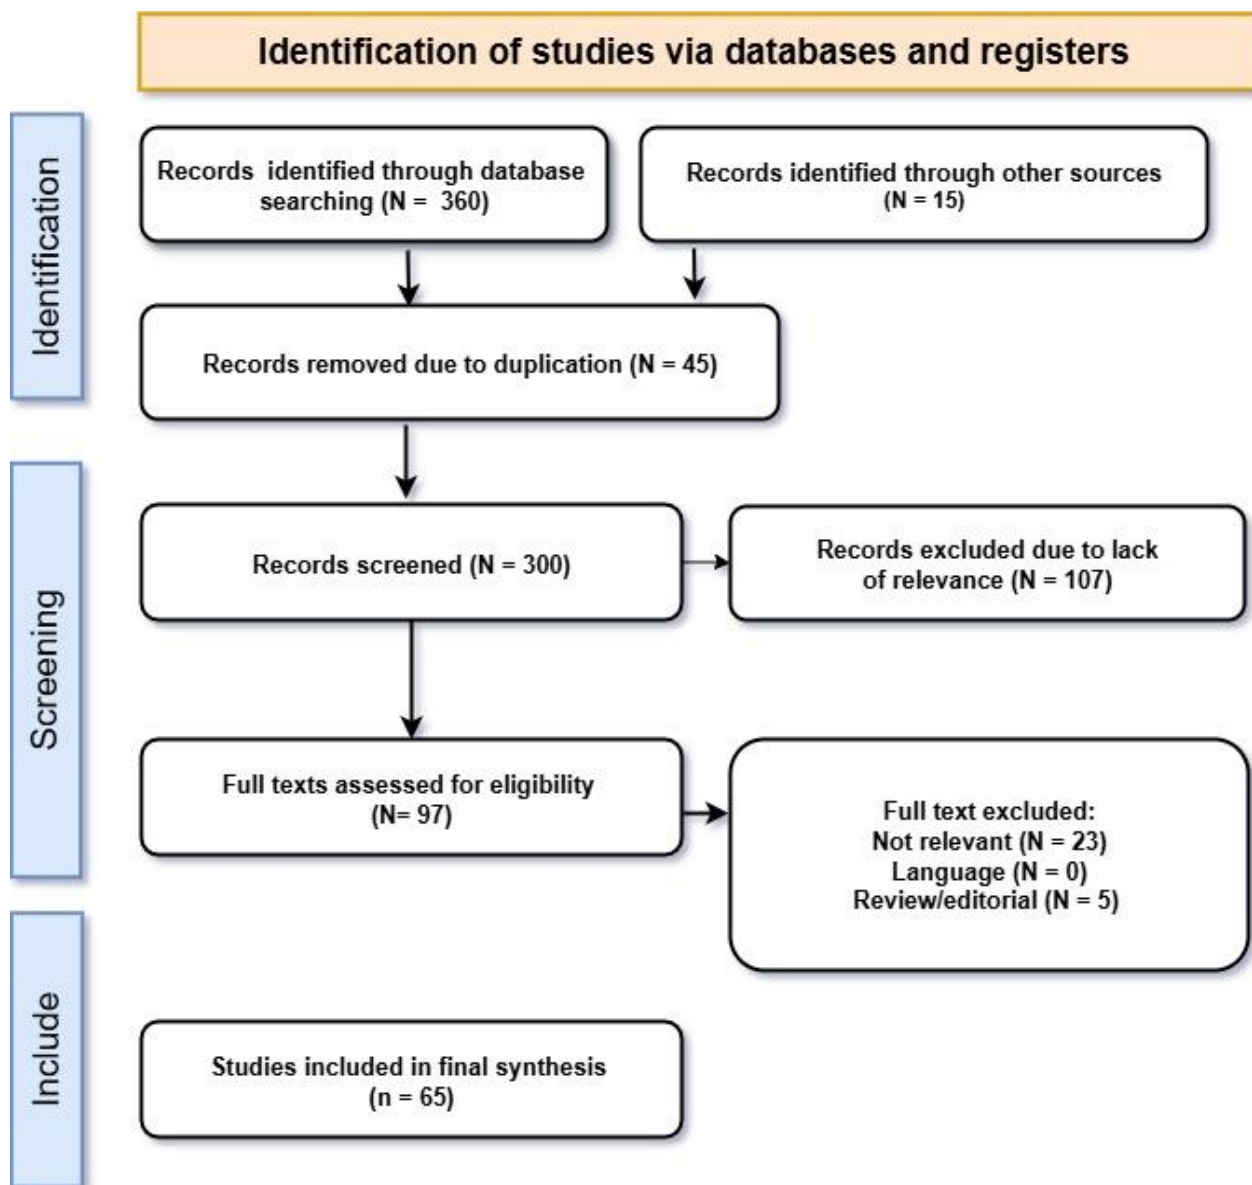 Identification of studies via databases and registers
Identification
Records identified through database
searching (N = 360)
Records identified through other sources
(N = 15)
Records removed due to duplication (N = 45)
Screening
Records screened (N = 300)
Records excluded due to lack
of relevance (N = 107)
Full texts assessed for eligibility
(N= 97)
Full text excluded:
Not relevant (N = 23)
Language (N = 0)
Review/editorial (N = 5)
Include
Studies included in final synthesis
(n = 65)